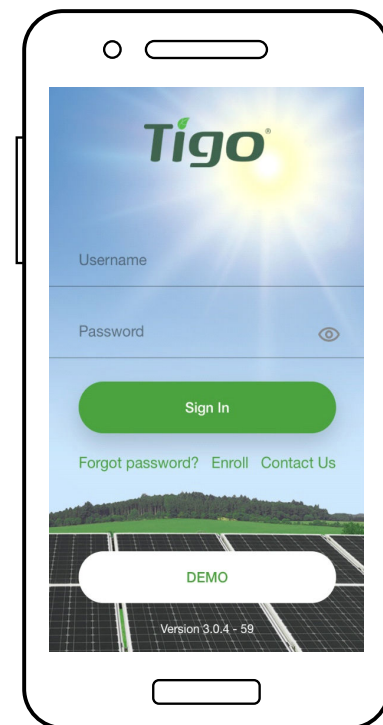 Tigo®
Username
Password
Sign In
Forgot password? Enroll Contact Us
DEMO
Version 3.0.4 - 59